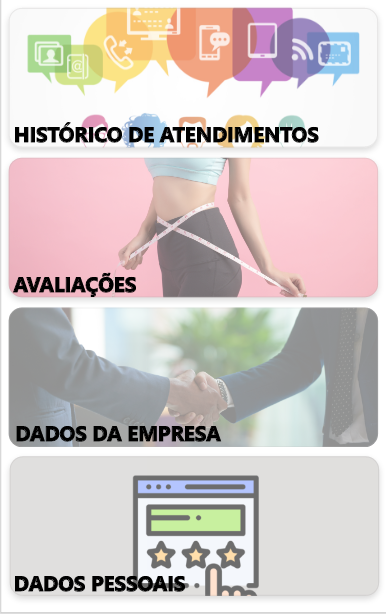 HISTÓRICO DE ATENDIMENTOS
AVALIAÇÕES
DADOS DA EMPRESA
DADOS PESSOAIS